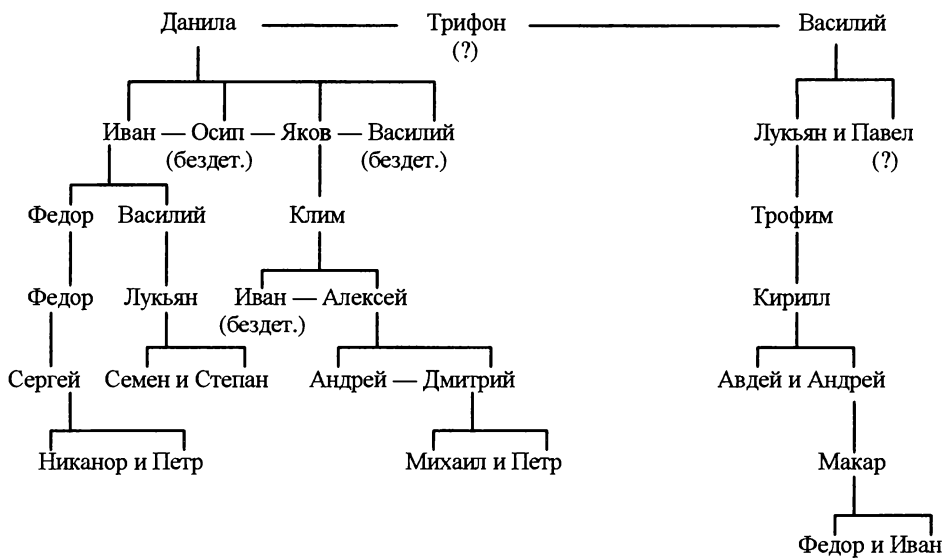 Данила — Трифон — Василий
(?)
Иван — Осип — Яков — Василий Лукьян и Павел
(бездет.) (бездет.) (?)
Федор Василий Клим Трофим
Федор Лукьян Иван — Алексей Кирилл
(бездет.)
Сергей Семен и Степан Андрей — Дмитрий Авдей и Андрей
Никанор и Петр Михаил и Петр Макар
Федор и Иван